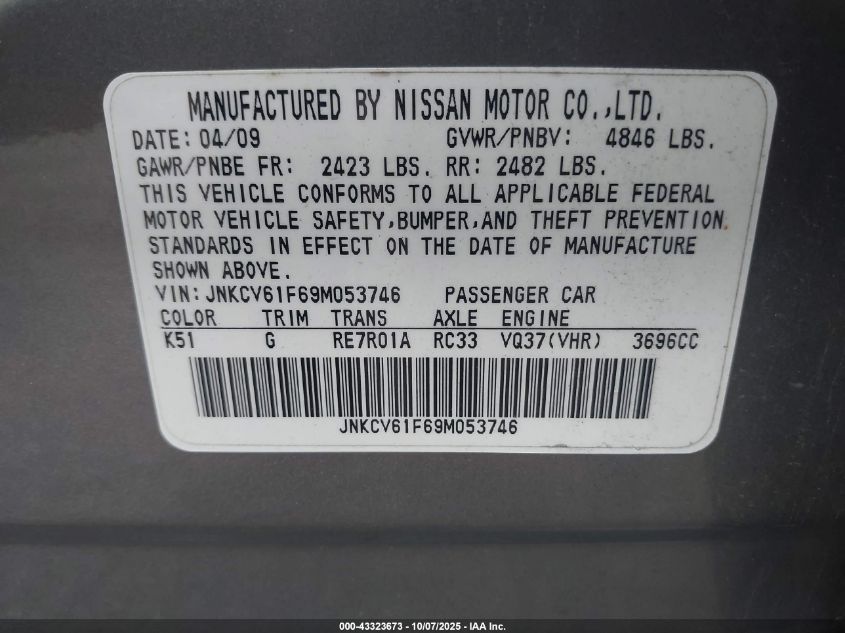 MANUFACTURED BY NISSAN MOTOR CO.,LTD.
DATE: 04/09 GVWR/PNBV: 4846 LBS.
GAWR/PNBE FR: 2423 LBS. RR: 2482 LBS.
THIS VEHICLE CONFORMS TO ALL APPLICABLE FEDERAL
MOTOR VEHICLE SAFETY,BUMPER,AND THEFT PREVENTION
STANDARDS IN EFFECT ON THE DATE OF MANUFACTURE
SHOWN ABOVE.
VIN:JNKCV61F69M053746 PASSENGER CAR
COLOR TRIM TRANS AXLE ENGINE
K51 G RE7R01A RC33 VQ37(VHR) 3696CC
JNKCV61F69M053746
000-43323673 - 10/07/2025 - IAA Inc.